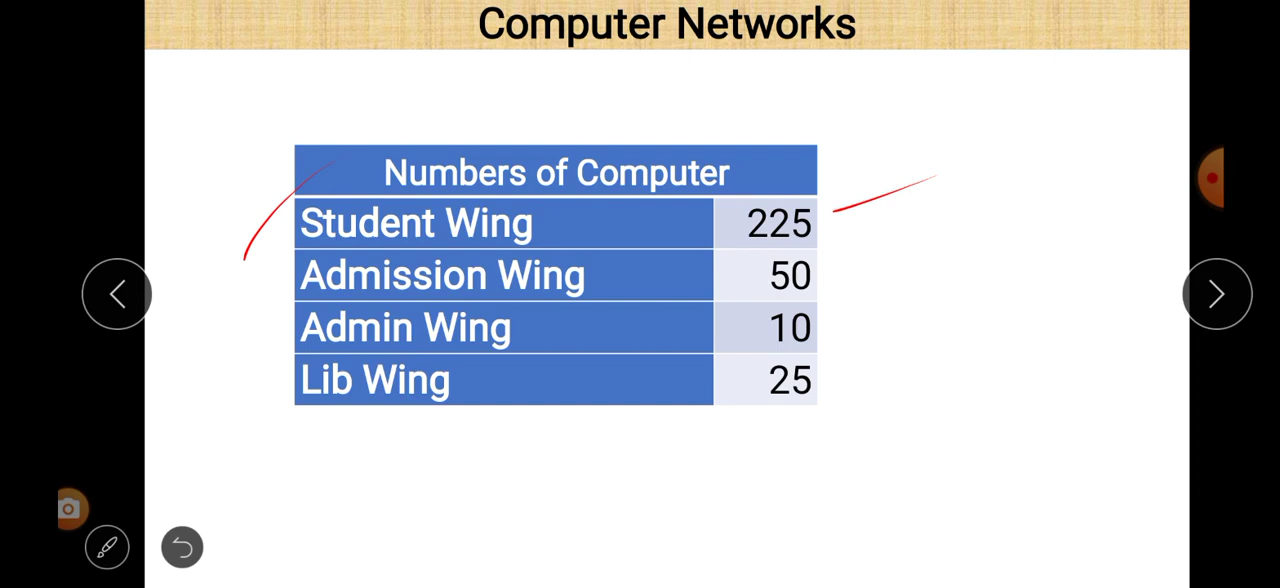 Computer Networks
Numbers of Computer
Student Wing 225
Admission Wing 50
Admin Wing 10
Lib Wing 25